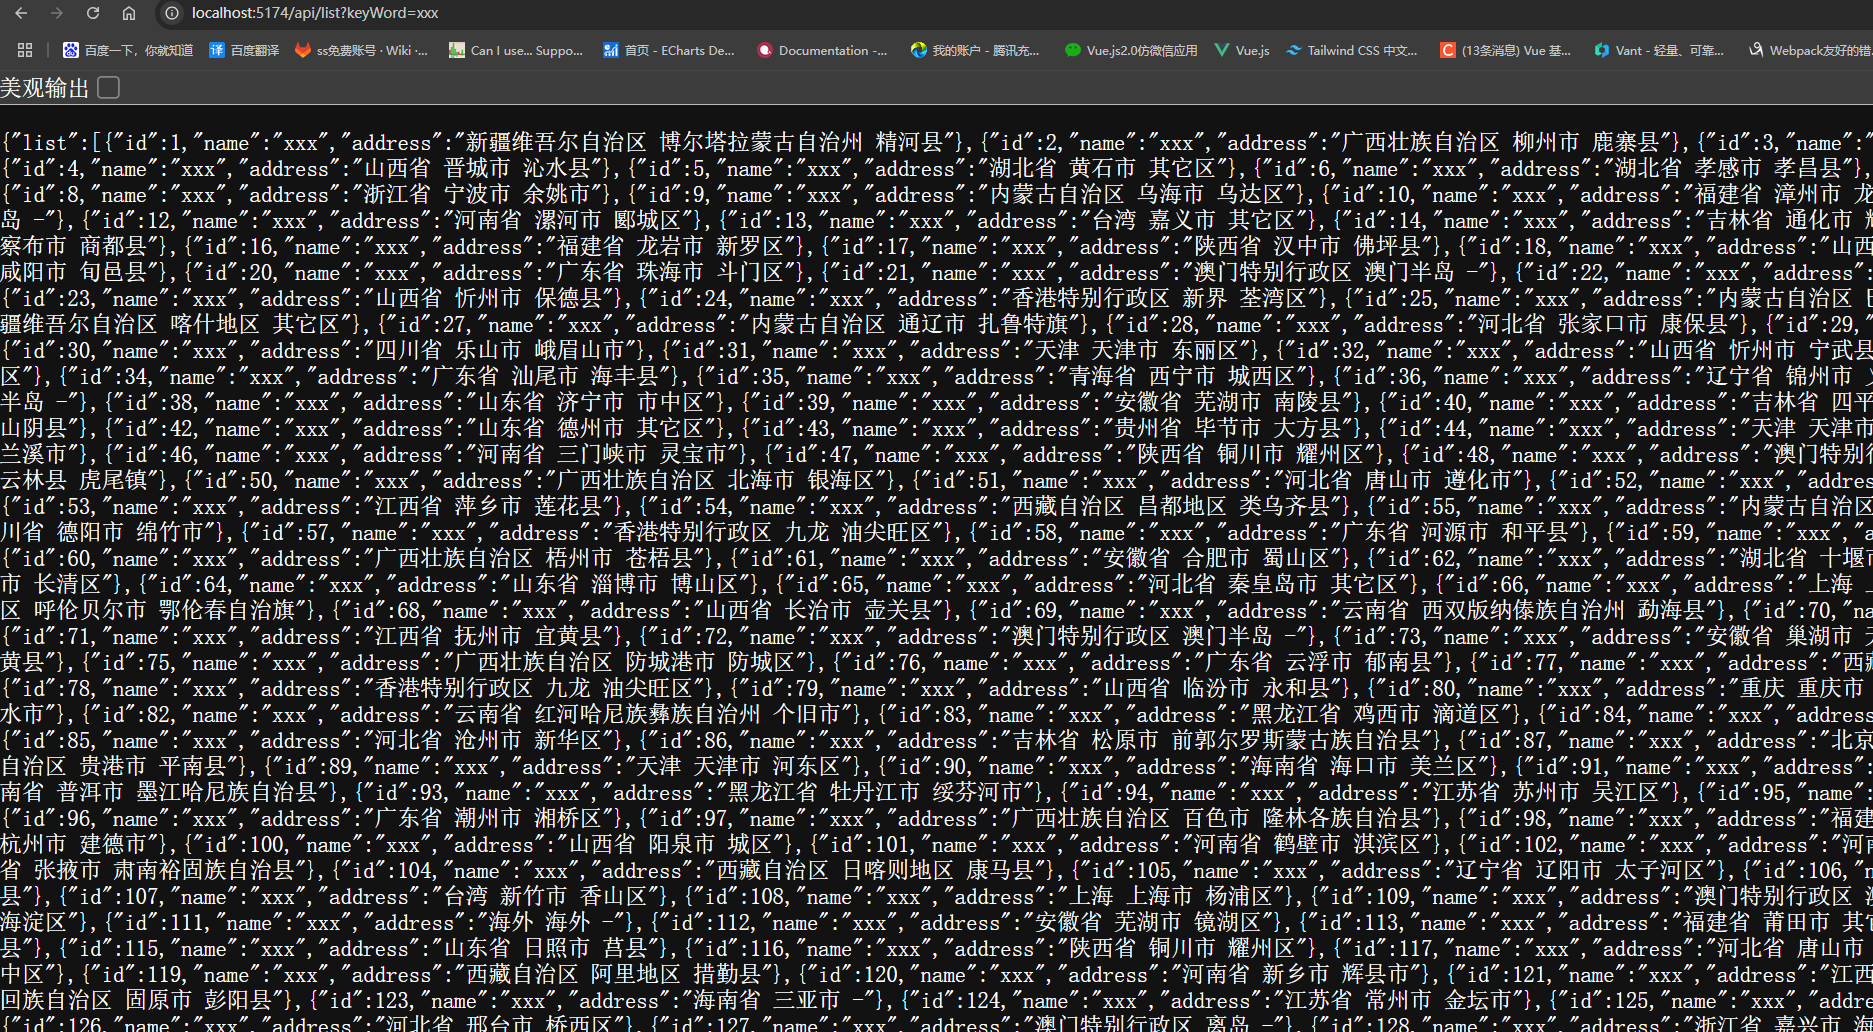 localhost:5174/api/list?keyWord=xxx
百度一下，你就知道 百度翻译 ss免费账号 · Wiki ·... Can I use... Suppo... 首页 - ECharts De... Documentation -... 我的账户 - 腾讯充... Vue.js2.0仿微信应用 Vue.js Tailwind CSS 中文... (13条消息) Vue 基... Vant - 轻量、可靠... Webpack友好的错
美观输出
{"list":[{"id":1,"name":"xxx","address":"新疆维吾尔自治区 博尔塔拉蒙古自治州 精河县"},{"id":2,"name":"xxx","address":"广西壮族自治区 柳州市 鹿寨县"},{"id":3,"name":"
{"id":4,"name":"xxx","address":"山西省 晋城市 沁水县"},{"id":5,"name":"xxx","address":"湖北省 黄石市 其它区"},{"id":6,"name":"xxx","address":"湖北省 孝感市 孝昌县"},
{"id":8,"name":"xxx","address":"浙江省 宁波市 余姚市"},{"id":9,"name":"xxx","address":"内蒙古自治区 乌海市 乌达区"},{"id":10,"name":"xxx","address":"福建省 漳州市 龙
岛 -"},{"id":12,"name":"xxx","address":"河南省 漯河市 郾城区"},{"id":13,"name":"xxx","address":"台湾 嘉义市 其它区"},{"id":14,"name":"xxx","address":"吉林省 通化市
察布市 商都县"},{"id":16,"name":"xxx","address":"福建省 龙岩市 新罗区"},{"id":17,"name":"xxx","address":"陕西省 汉中市 佛坪县"},{"id":18,"name":"xxx","address":"山西
咸阳市 旬邑县"},{"id":20,"name":"xxx","address":"广东省 珠海市 斗门区"},{"id":21,"name":"xxx","address":"澳门特别行政区 澳门半岛 -"},{"id":22,"name":"xxx","address":"
{"id":23,"name":"xxx","address":"山西省 忻州市 保德县"},{"id":24,"name":"xxx","address":"香港特别行政区 新界 荃湾区"},{"id":25,"name":"xxx","address":"内蒙古自治区
疆维吾尔自治区 喀什地区 其它区"},{"id":27,"name":"xxx","address":"内蒙古自治区 通辽市 扎鲁特旗"},{"id":28,"name":"xxx","address":"河北省 张家口市 康保县"},{"id":29,"
{"id":30,"name":"xxx","address":"四川省 乐山市 峨眉山市"},{"id":31,"name":"xxx","address":"天津 天津市 东丽区"},{"id":32,"name":"xxx","address":"山西省 忻州市 宁武县
区"},{"id":34,"name":"xxx","address":"广东省 汕尾市 海丰县"},{"id":35,"name":"xxx","address":"青海省 西宁市 城西区"},{"id":36,"name":"xxx","address":"辽宁省 锦州市
半岛 -"},{"id":38,"name":"xxx","address":"山东省 济宁市 市中区"},{"id":39,"name":"xxx","address":"安徽省 芜湖市 南陵县"},{"id":40,"name":"xxx","address":"吉林省 四平
山阴县"},{"id":42,"name":"xxx","address":"山东省 德州市 其它区"},{"id":43,"name":"xxx","address":"贵州省 毕节市 大方县"},{"id":44,"name":"xxx","address":"天津 天津市
兰溪市"},{"id":46,"name":"xxx","address":"河南省 三门峡市 灵宝市"},{"id":47,"name":"xxx","address":"陕西省 铜川市 耀州区"},{"id":48,"name":"xxx","address":"澳门特别行
云林县 虎尾镇"},{"id":50,"name":"xxx","address":"广西壮族自治区 北海市 银海区"},{"id":51,"name":"xxx","address":"河北省 唐山市 遵化市"},{"id":52,"name":"xxx","addres
{"id":53,"name":"xxx","address":"江西省 萍乡市 莲花县"},{"id":54,"name":"xxx","address":"西藏自治区 昌都地区 类乌齐县"},{"id":55,"name":"xxx","address":"内蒙古自治区
川省 德阳市 绵竹市"},{"id":57,"name":"xxx","address":"香港特别行政区 九龙 油尖旺区"},{"id":58,"name":"xxx","address":"广东省 河源市 和平县"},{"id":59,"name":"xxx","a
{"id":60,"name":"xxx","address":"广西壮族自治区 梧州市 苍梧县"},{"id":61,"name":"xxx","address":"安徽省 合肥市 蜀山区"},{"id":62,"name":"xxx","address":"湖北省 十堰市
市 长清区"},{"id":64,"name":"xxx","address":"山东省 淄博市 博山区"},{"id":65,"name":"xxx","address":"河北省 秦皇岛市 其它区"},{"id":66,"name":"xxx","address":"上海 上
区 呼伦贝尔市 鄂伦春自治旗"},{"id":68,"name":"xxx","address":"山西省 长治市 壶关县"},{"id":69,"name":"xxx","address":"云南省 西双版纳傣族自治州 勐海县"},{"id":70,"na
{"id":71,"name":"xxx","address":"江西省 抚州市 宜黄县"},{"id":72,"name":"xxx","address":"澳门特别行政区 澳门半岛 -"},{"id":73,"name":"xxx","address":"安徽省 巢湖市
黄县"},{"id":75,"name":"xxx","address":"广西壮族自治区 防城港市 防城区"},{"id":76,"name":"xxx","address":"广东省 云浮市 郁南县"},{"id":77,"name":"xxx","address":"西藏
{"id":78,"name":"xxx","address":"香港特别行政区 九龙 油尖旺区"},{"id":79,"name":"xxx","address":"山西省 临汾市 永和县"},{"id":80,"name":"xxx","address":"重庆 重庆市
水市"},{"id":82,"name":"xxx","address":"云南省 红河哈尼族彝族自治州 个旧市"},{"id":83,"name":"xxx","address":"黑龙江省 鸡西市 滴道区"},{"id":84,"name":"xxx","addres
{"id":85,"name":"xxx","address":"河北省 沧州市 新华区"},{"id":86,"name":"xxx","address":"吉林省 松原市 前郭尔罗斯蒙古族自治县"},{"id":87,"name":"xxx","address":"北京
自治区 贵港市 平南县"},{"id":89,"name":"xxx","address":"天津 天津市 河东区"},{"id":90,"name":"xxx","address":"海南省 海口市 美兰区"},{"id":91,"name":"xxx","address":"
南省 普洱市 墨江哈尼族自治县"},{"id":93,"name":"xxx","address":"黑龙江省 牡丹江市 绥芬河市"},{"id":94,"name":"xxx","address":"江苏省 苏州市 吴江区"},{"id":95,"name":
{"id":96,"name":"xxx","address":"广东省 潮州市 湘桥区"},{"id":97,"name":"xxx","address":"广西壮族自治区 百色市 隆林各族自治县"},{"id":98,"name":"xxx","address":"福建
杭州市 建德市"},{"id":100,"name":"xxx","address":"山西省 阳泉市 城区"},{"id":101,"name":"xxx","address":"河南省 鹤壁市 淇滨区"},{"id":102,"name":"xxx","address":"河南
省 张掖市 肃南裕固族自治县"},{"id":104,"name":"xxx","address":"西藏自治区 日喀则地区 康马县"},{"id":105,"name":"xxx","address":"辽宁省 辽阳市 太子河区"},{"id":106,"n
县"},{"id":107,"name":"xxx","address":"台湾 新竹市 香山区"},{"id":108,"name":"xxx","address":"上海 上海市 杨浦区"},{"id":109,"name":"xxx","address":"澳门特别行政区 澳
海淀区"},{"id":111,"name":"xxx","address":"海外 海外 -"},{"id":112,"name":"xxx","address":"安徽省 芜湖市 镜湖区"},{"id":113,"name":"xxx","address":"福建省 莆田市 其它
县"},{"id":115,"name":"xxx","address":"山东省 日照市 莒县"},{"id":116,"name":"xxx","address":"陕西省 铜川市 耀州区"},{"id":117,"name":"xxx","address":"河北省 唐山市
中区"},{"id":119,"name":"xxx","address":"西藏自治区 阿里地区 措勤县"},{"id":120,"name":"xxx","address":"河南省 新乡市 辉县市"},{"id":121,"name":"xxx","address":"江西
回族自治区 固原市 彭阳县"},{"id":123,"name":"xxx","address":"海南省 三亚市 -"},{"id":124,"name":"xxx","address":"江苏省 常州市 金坛市"},{"id":125,"name":"xxx","addre
{"id":126,"name":"xxx","address":"河北省 邢台市 桥西区"},{"id":127,"name":"xxx","address":"澳门特别行政区 离岛 -"},{"id":128,"name":"xxx","address":"浙江省 嘉兴市 海